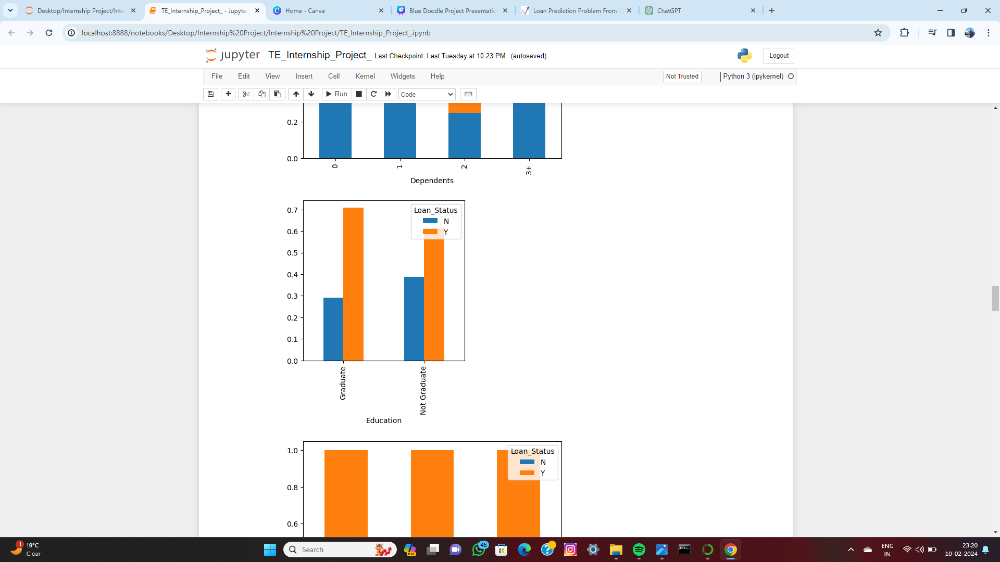 Desktop/Internship Project/Inte
TE_Internship_Project_ - Jupyter
Home - Canva
Blue Doodle Project Presentatio
Loan Prediction Problem From S
ChatGPT
localhost:8888/notebooks/Desktop/Internship%20Project/Internship%20Project/TE_Internship_Project_.ipynb
jupyter TE_Internship_Project_ Last Checkpoint: Last Tuesday at 10:23 PM (autosaved)
Logout
File Edit View Insert Cell Kernel Widgets Help
Not Trusted
Python 3 (ipykernel)
Run
Code
0.2
0.0
0 1 2 3+
Dependents
Loan_Status
N
Y
0.7
0.6
0.5
0.4
0.3
0.2
0.1
0.0
Graduate
Not Graduate
Education
Loan_Status
N
Y
1.0
0.8
0.6
1
19°C
Clear
Search
PRE
46
ENG
IN
23:20
10-02-2024